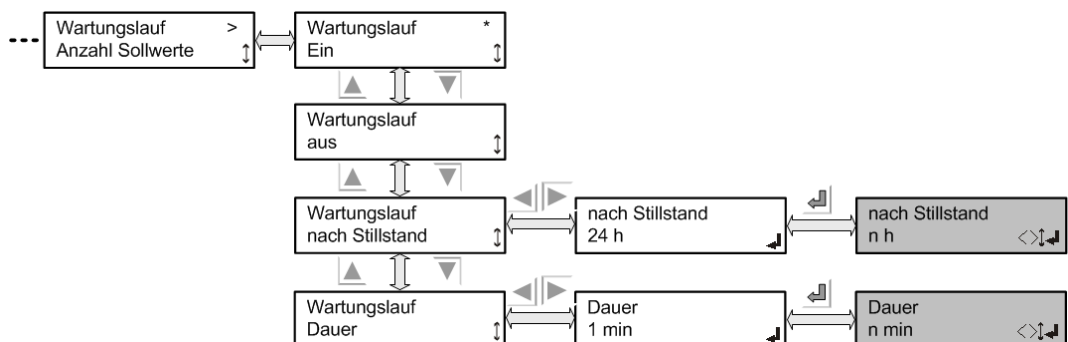 Wartungslauf >
Anzahl Sollwerte
Wartungslauf *
Ein
Wartungslauf
aus
Wartungslauf
nach Stillstand
nach Stillstand
24 h
nach Stillstand
n h <>
Wartungslauf
Dauer
Dauer
1 min
Dauer
n min <>